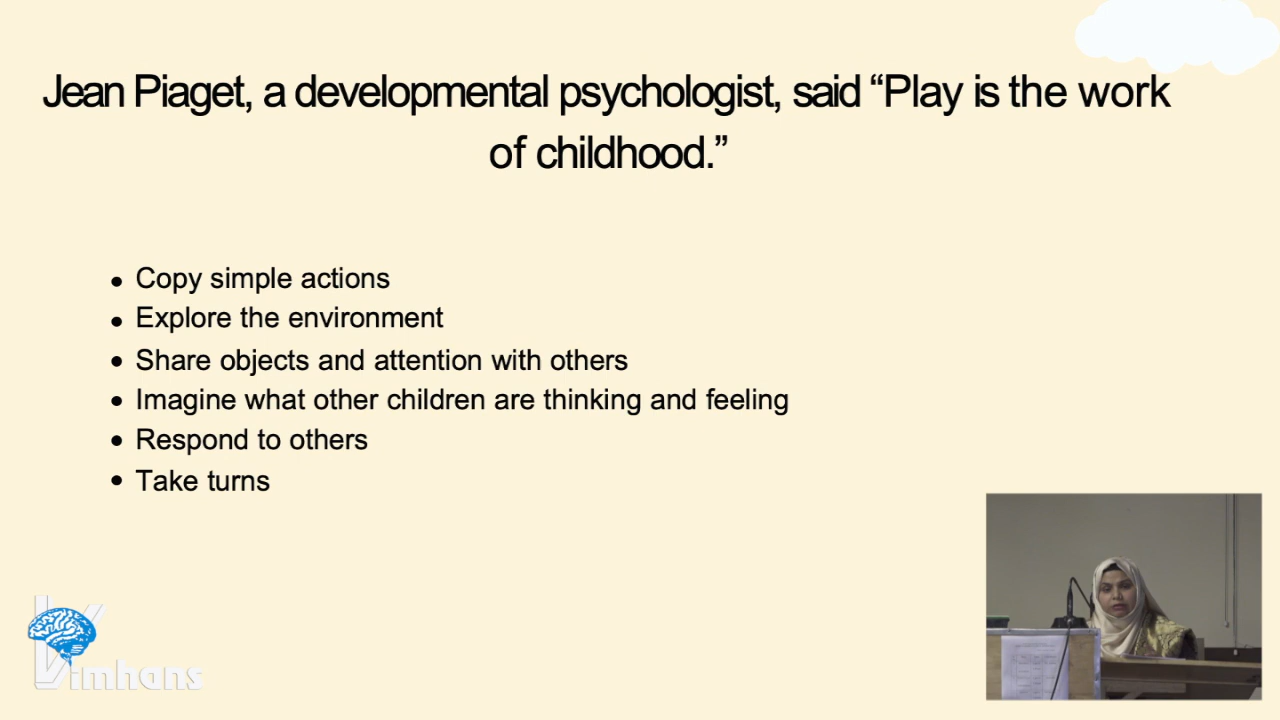 Jean Piaget, a developmental psychologist, said “Play is the work
of childhood.”
• Copy simple actions
• Explore the environment
• Share objects and attention with others
• Imagine what other children are thinking and feeling
• Respond to others
• Take turns
Vimhans